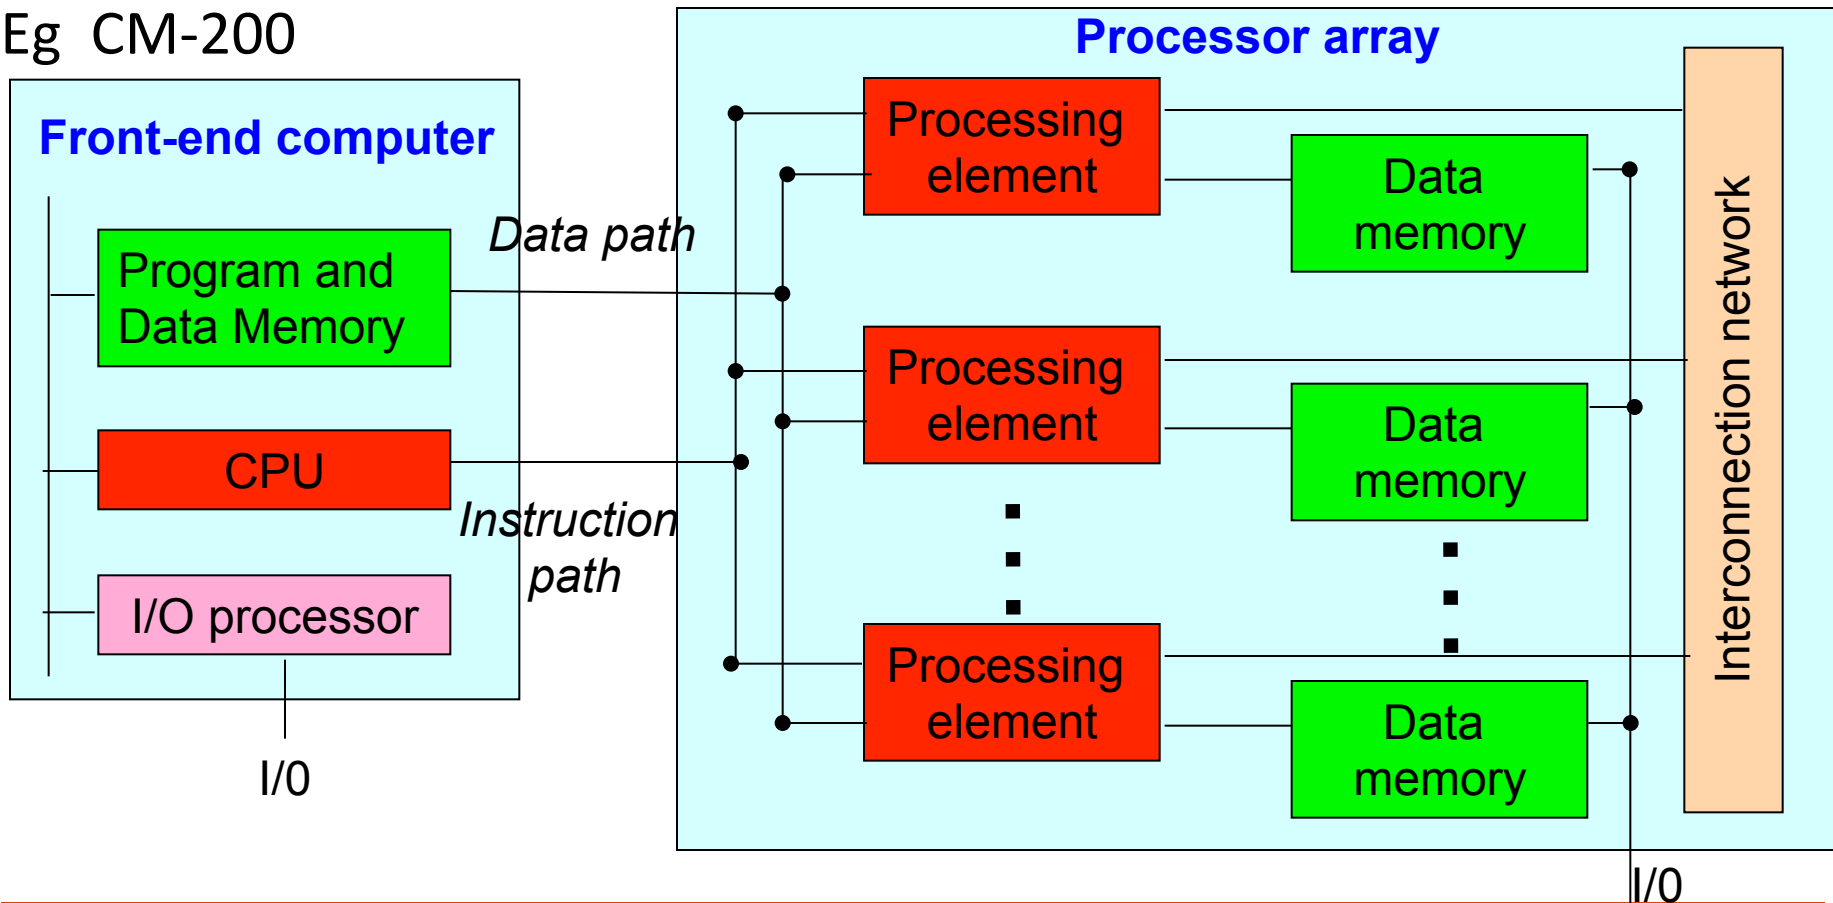 Eg CM-200
Front-end computer
Program and
Data Memory
CPU
I/O processor
I/0
Data path
Instruction
path
Processor array
Processing
element
Data
memory
Processing
element
Data
memory
Processing
element
Data
memory
Interconnection network
I/0